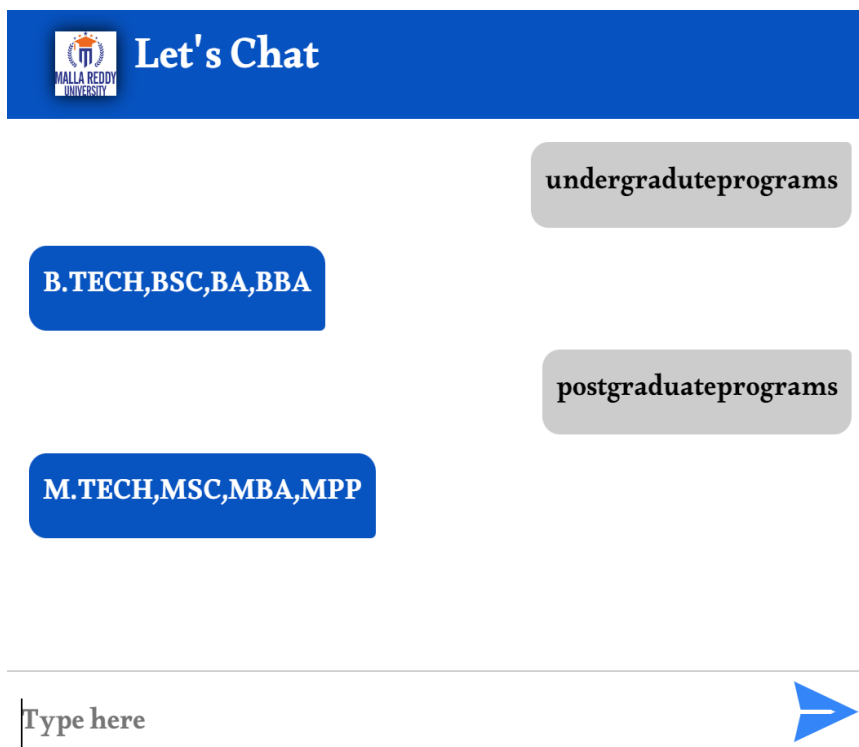 MALLA REDDY
UNIVERSITY
Let's Chat
undergraduteprograms
B.TECH,BSC,BA,BBA
postgraduateprograms
M.TECH,MSC,MBA,MPP
Type here